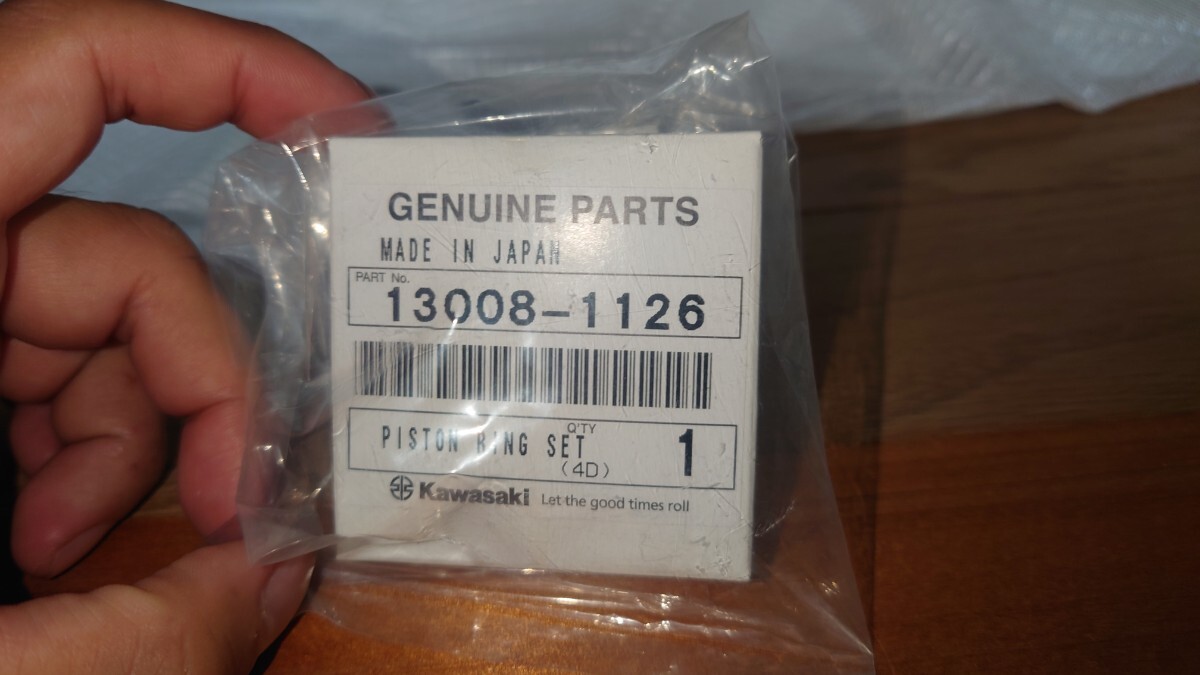 GENUINE PARTS
MADE IN JAPAN
PART No.
13008-1126
PISTON RING SET
Q'TY
1
(4D)
Kawasaki Let the good times roll